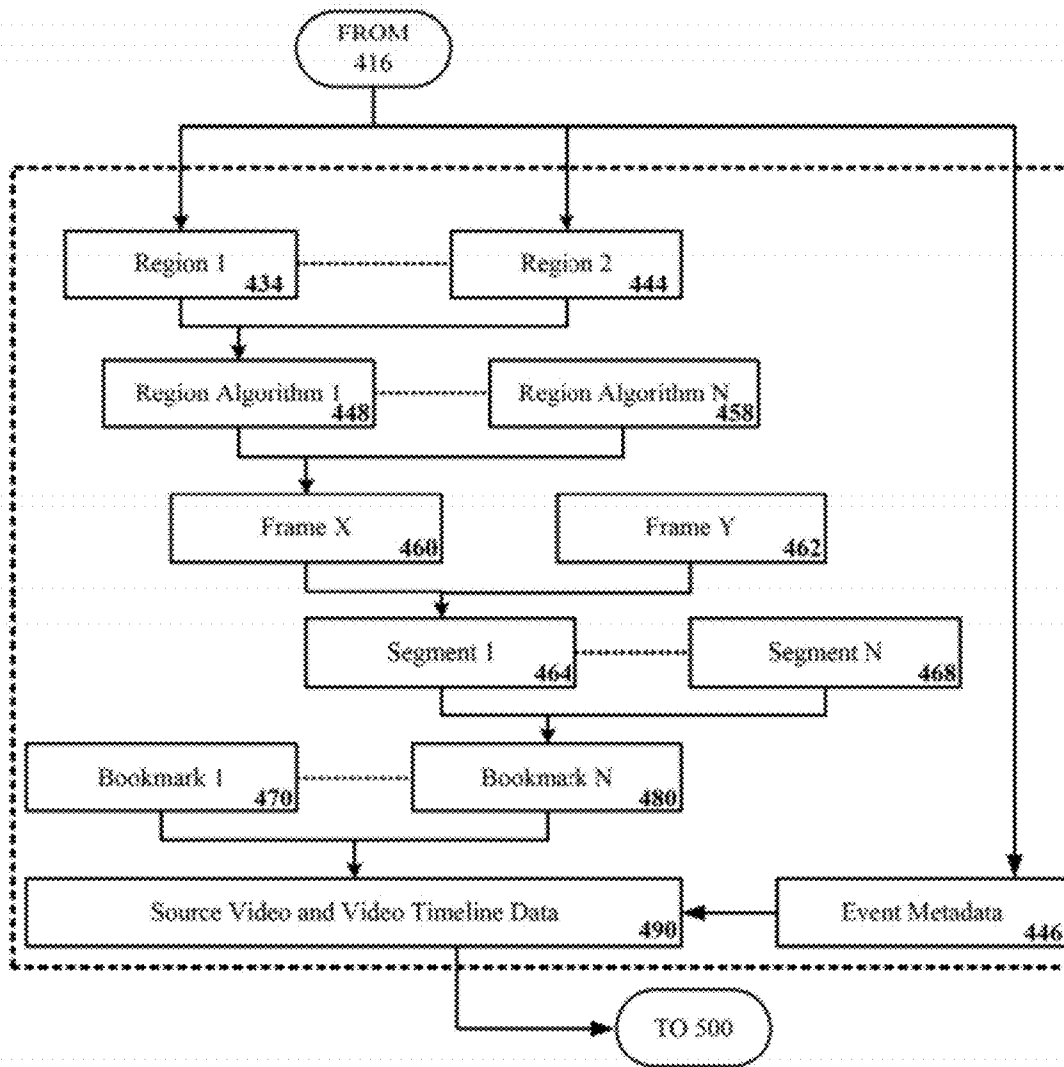 FROM
416
Region 1
434
Region 2
444
Region Algorithm 1
448
Region Algorithm N
458
Frame X
460
Frame Y
462
Segment 1
464
Segment N
468
Bookmark 1
470
Bookmark N
480
Source Video and Video Timeline Data
490
Event Metadata
446
TO 500